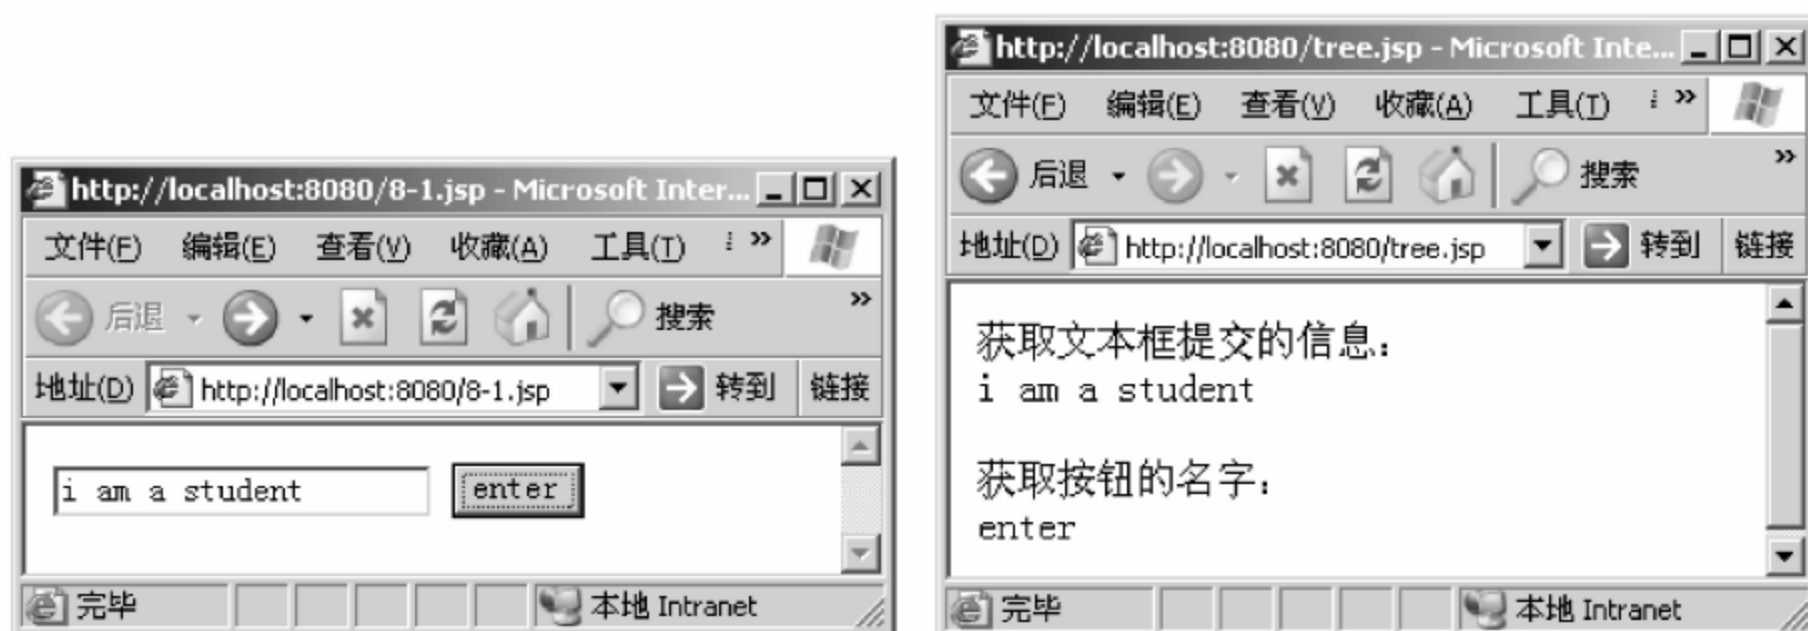 http://localhost:8080/8-1.jsp - Microsoft Inter...
文件(F) 编辑(E) 查看(V) 收藏(A) 工具(T) »
后退 搜索 »
地址(D) http://localhost:8080/8-1.jsp 转到 链接
i am a student enter
完毕 本地 Intranet
http://localhost:8080/tree.jsp - Microsoft Inte...
文件(F) 编辑(E) 查看(V) 收藏(A) 工具(T) »
后退 搜索 »
地址(D) http://localhost:8080/tree.jsp 转到 链接
获取文本框提交的信息：
i am a student
获取按钮的名字：
enter
完毕 本地 Intranet